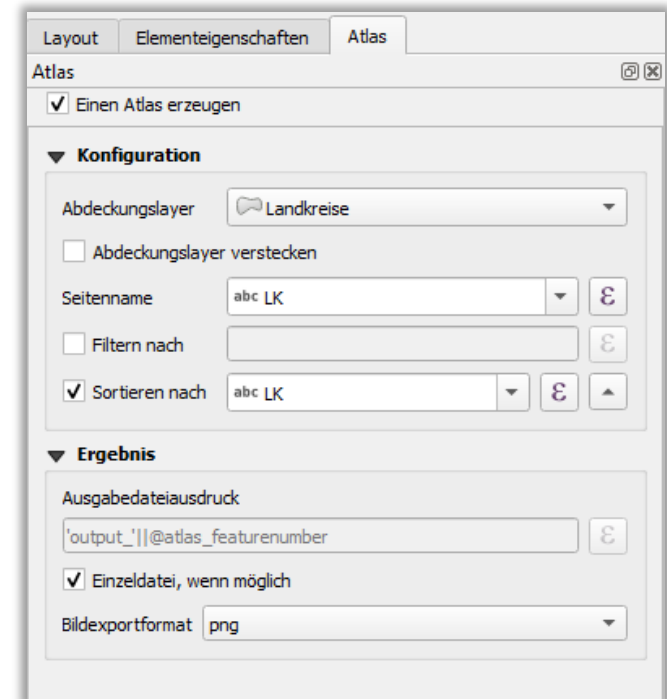 Layout Elementeigenschaften Atlas
Atlas
Einen Atlas erzeugen
Konfiguration
Abdeckungslayer Landkreise
Abdeckungslayer verstecken
Seitenname abc LK ε
Filtern nach ε
Sortieren nach abc LK ε
Ergebnis
Ausgabedateiausdruck
'output_'||@atlas_featurenumber ε
Einzeldatei, wenn möglich
Bildexportformat png